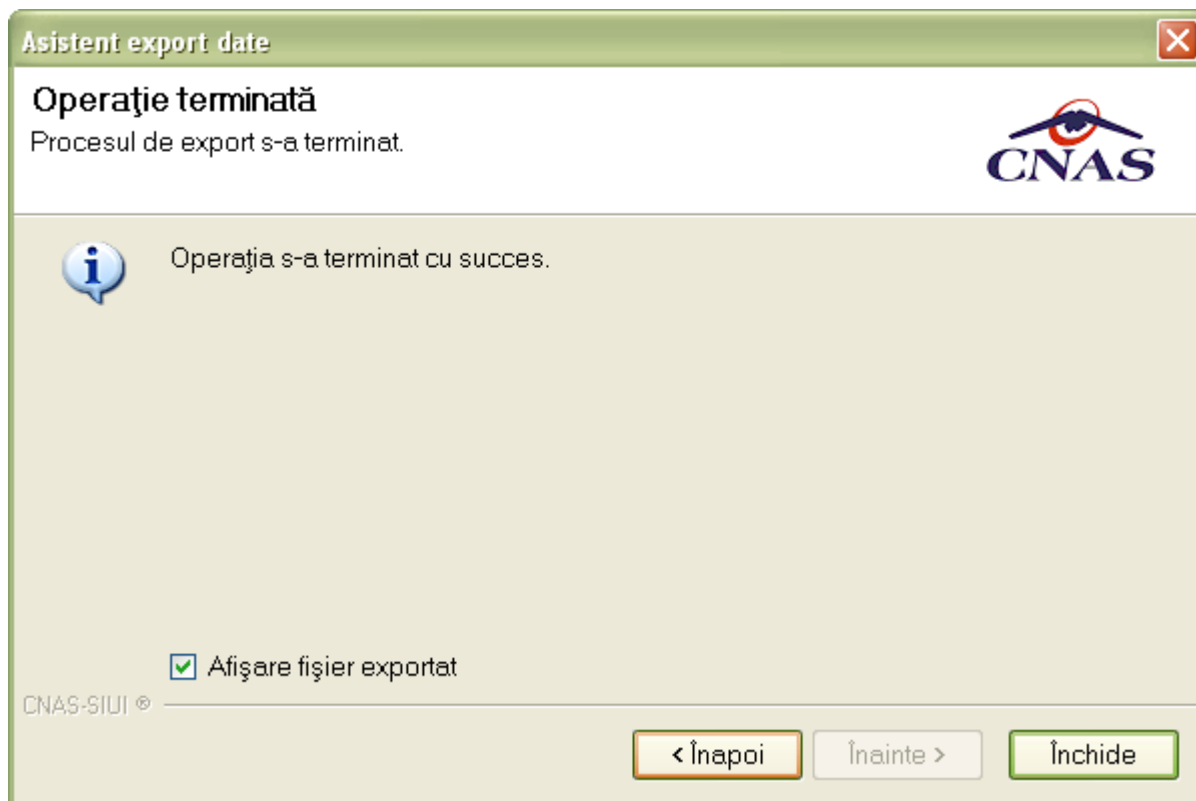 Asistent export date
Operaţie terminată
Procesul de export s-a terminat.
CNAS
Operaţia s-a terminat cu succes.
Afişare fişier exportat
CNAS-SIUI ®
< Înapoi
Înainte >
Închide